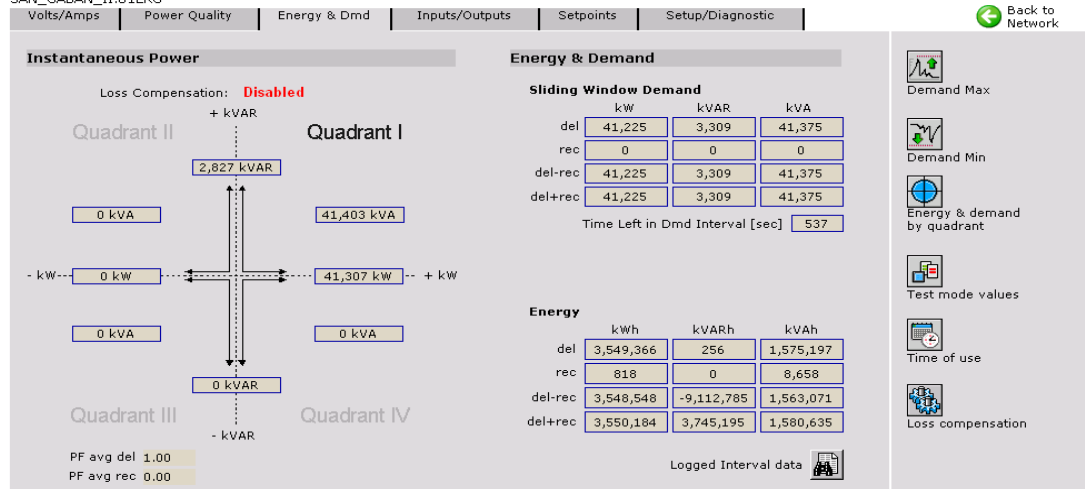 Volts/Amps Power Quality Energy & Dmd Inputs/Outputs Setpoints Setup/Diagnostic
Back to
Network
Instantaneous Power
Loss Compensation: Disabled
+ kVAR
Quadrant II
Quadrant I
2,827 kVAR
0 kVA
41,403 kVA
- kW
0 kW
41,307 kW
+ kW
0 kVA
0 kVA
0 kVAR
Quadrant III
Quadrant IV
- kVAR
PF avg del 1.00
PF avg rec 0.00
Energy & Demand
Sliding Window Demand
kW kVAR kVA
del 41,225 3,309 41,375
rec 0 0 0
del-rec 41,225 3,309 41,375
del+rec 41,225 3,309 41,375
Time Left in Dmd Interval [sec] 537
Energy
kWh kVARh kVAh
del 3,549,366 256 1,575,197
rec 818 0 8,658
del-rec 3,548,548 -9,112,785 1,563,071
del+rec 3,550,184 3,745,195 1,580,635
Logged Interval data
Demand Max
Demand Min
Energy & demand
by quadrant
Test mode values
Time of use
Loss compensation